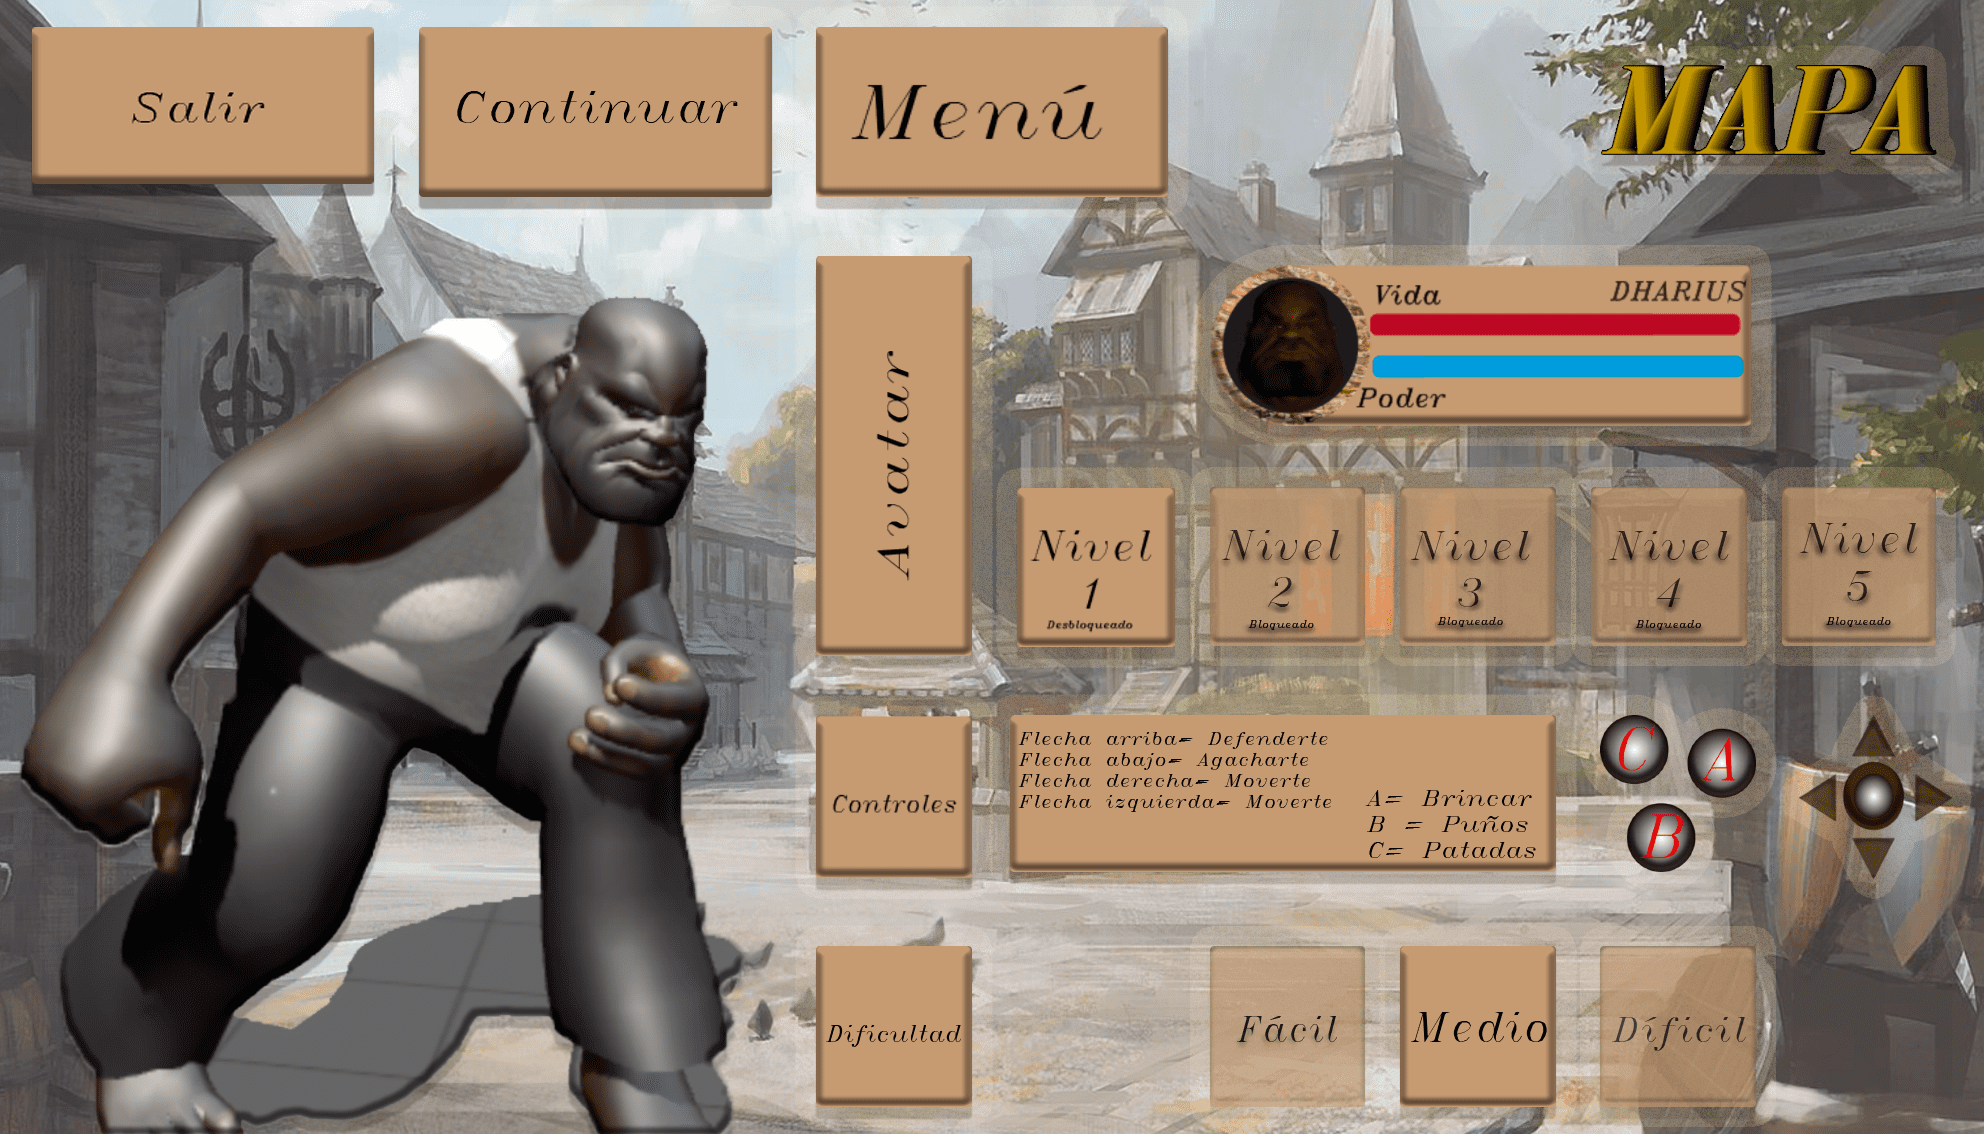 Salir
Continuar
Menú
MAPA
Avatar
Vida
DHARIUS
Poder
Nivel
1
Desbloqueado
Nivel
2
Bloqueado
Nivel
3
Bloqueado
Nivel
4
Bloqueado
Nivel
5
Bloqueado
Controles
Flecha arriba= Defenderte
Flecha abajo= Agacharte
Flecha derecha= Moverte
Flecha izquierda= Moverte
A= Brincar
B = Puños
C= Patadas
C
A
B
Dificultad
Fácil
Medio
Díficil